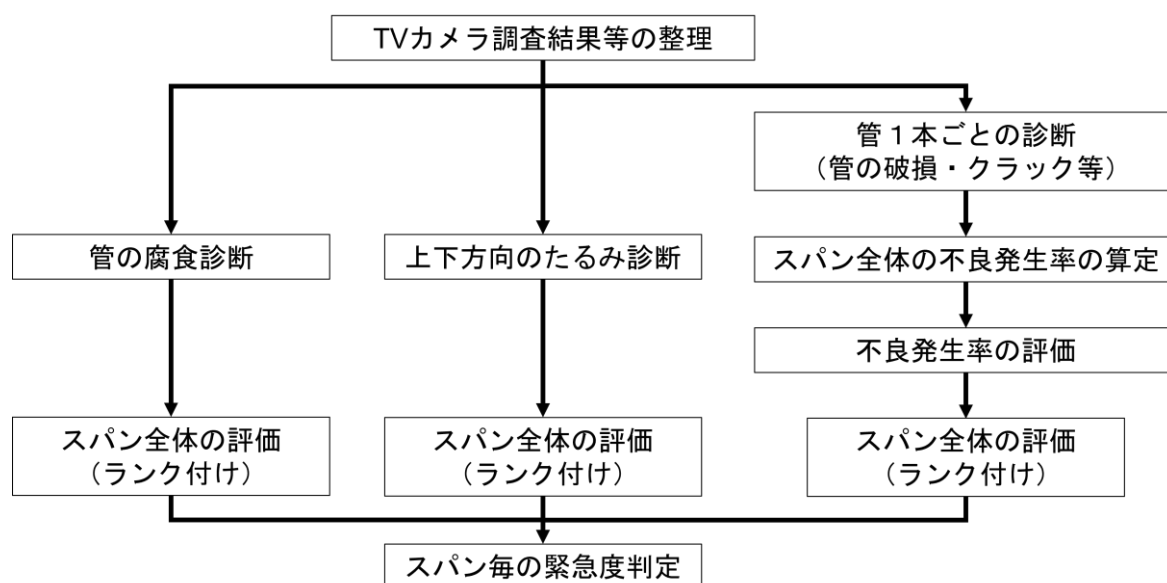 TVカメラ調査結果等の整理
管１本ごとの診断
（管の破損・クラック等）
管の腐食診断
上下方向のたるみ診断
スパン全体の不良発生率の算定
不良発生率の評価
スパン全体の評価
（ランク付け）
スパン全体の評価
（ランク付け）
スパン全体の評価
（ランク付け）
スパン毎の緊急度判定